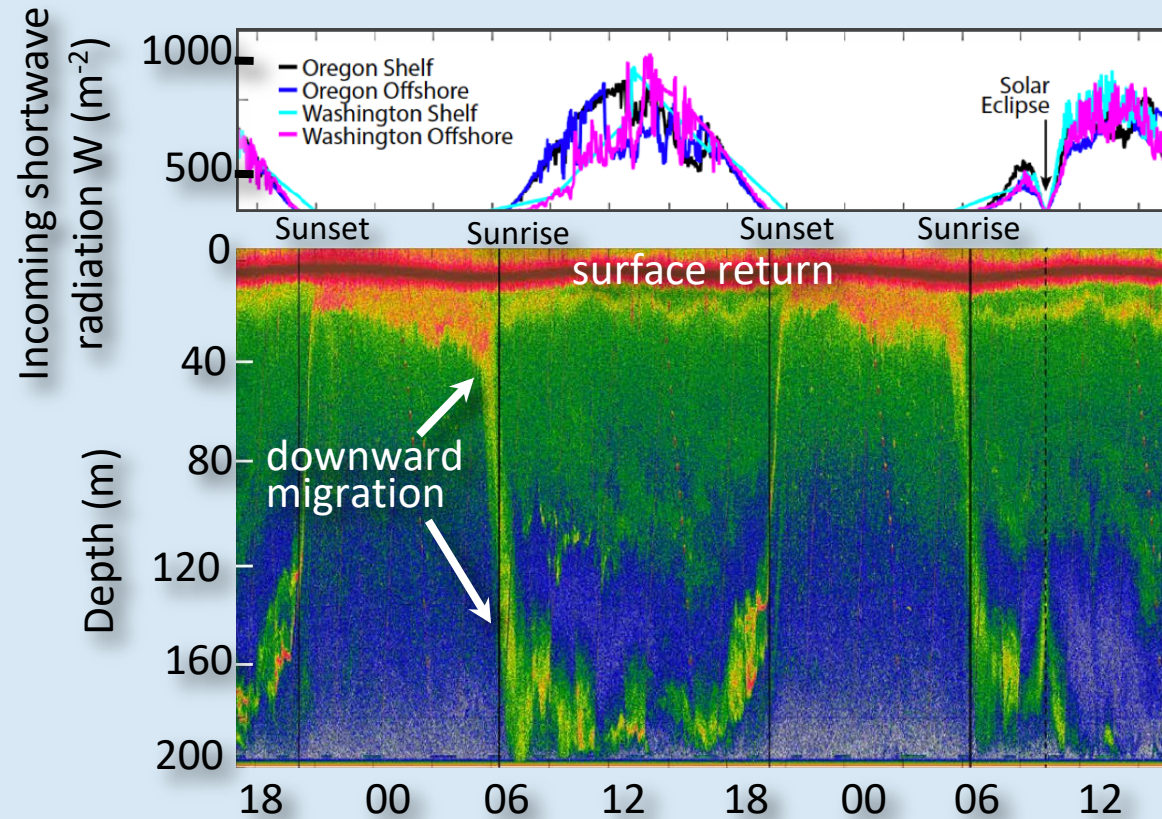 Incoming shortwave
radiation W (m-2)
1000
500
Oregon Shelf
Oregon Offshore
Washington Shelf
Washington Offshore
Solar
Eclipse
Sunset
Sunrise
Sunset
Sunrise
Depth (m)
0
40
80
120
160
200
surface return
downward
migration
18
00
06
12
18
00
06
12